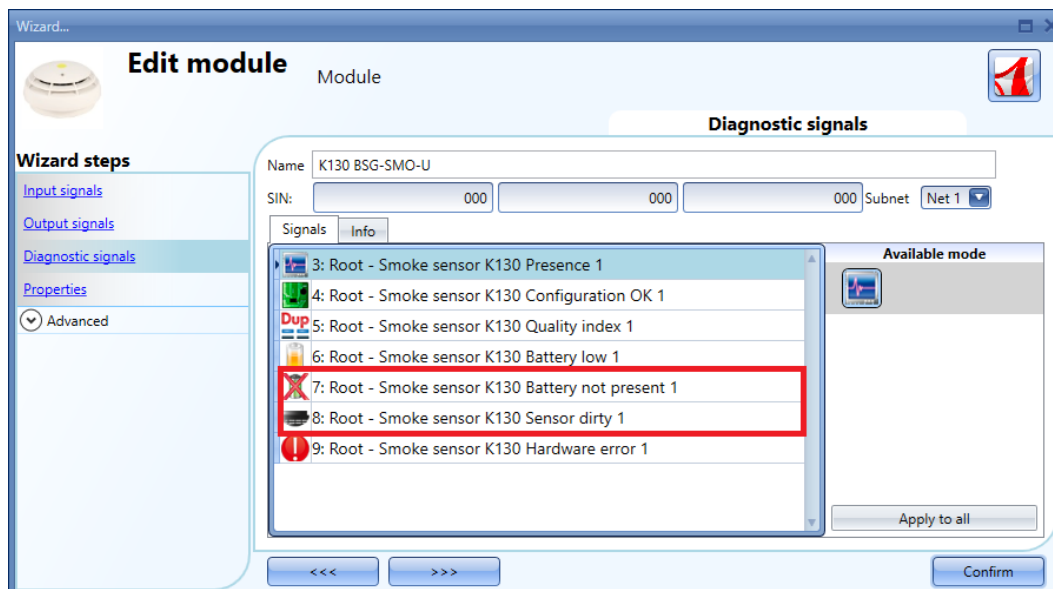 Wizard...
Edit module
Module
Diagnostic signals
Wizard steps
Input signals
Output signals
Diagnostic signals
Properties
Advanced
Name K130 BSG-SMO-U
SIN: 000 000 000 Subnet Net 1
Signals Info
3: Root - Smoke sensor K130 Presence 1
4: Root - Smoke sensor K130 Configuration OK 1
Dup 5: Root - Smoke sensor K130 Quality index 1
6: Root - Smoke sensor K130 Battery low 1
7: Root - Smoke sensor K130 Battery not present 1
8: Root - Smoke sensor K130 Sensor dirty 1
9: Root - Smoke sensor K130 Hardware error 1
Available mode
Apply to all
<<< >>> Confirm